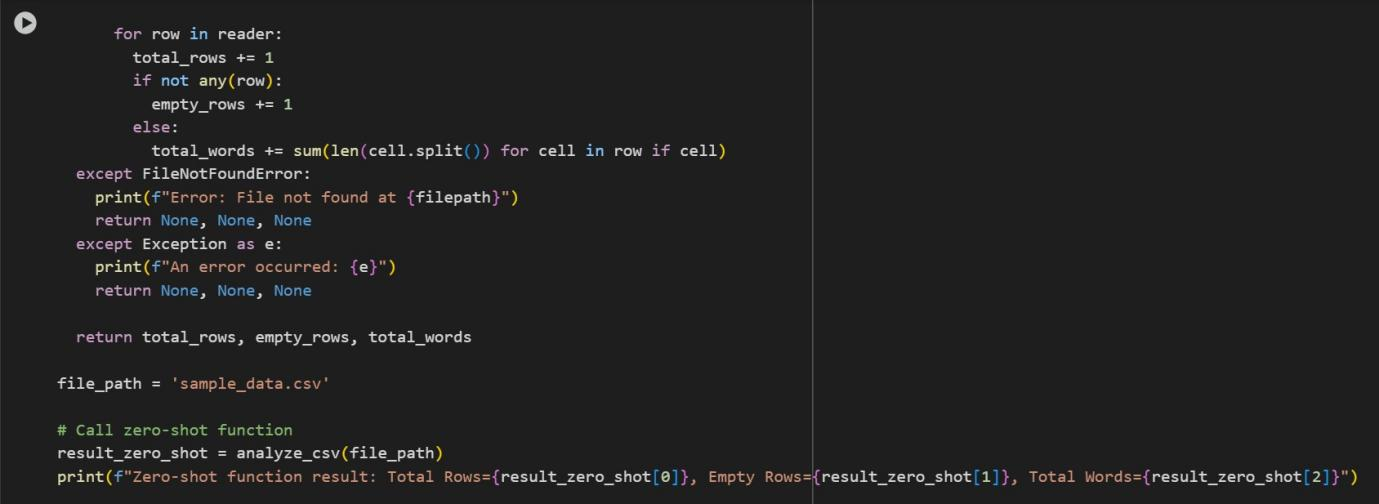 for row in reader:
total_rows += 1
if not any(row):
empty_rows += 1
else:
total_words += sum(len(cell.split()) for cell in row if cell)
except FileNotFoundError:
print(f"Error: File not found at {filepath}")
return None, None, None
except Exception as e:
print(f"An error occurred: {e}")
return None, None, None
return total_rows, empty_rows, total_words
file_path = 'sample_data.csv'
# Call zero-shot function
result_zero_shot = analyze_csv(file_path)
print(f"Zero-shot function result: Total Rows={result_zero_shot[0]}, Empty Rows={result_zero_shot[1]}, Total Words={result_zero_shot[2]}")